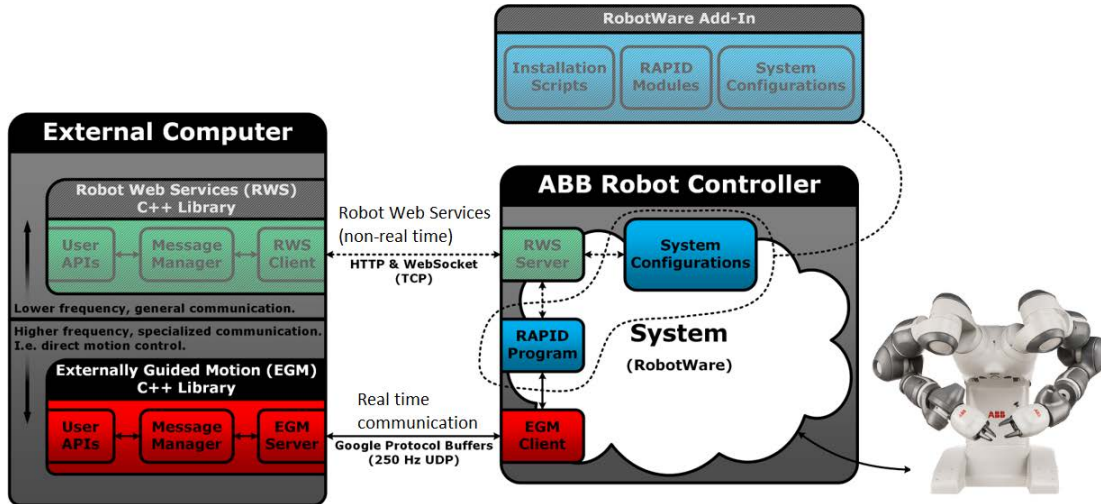 RobotWare Add-In
Installation
Scripts
RAPID
Modules
System
Configurations
External Computer
Robot Web Services (RWS)
C++ Library
User
APIs
Message
Manager
RWS
Client
Lower frequency, general communication.
Higher frequency, specialized communication.
I.e. direct motion control.
Externally Guided Motion (EGM)
C++ Library
User
APIs
Message
Manager
EGM
Server
Robot Web Services
(non-real time)
HTTP & WebSocket
(TCP)
Real time
communication
Google Protocol Buffers
(250 Hz UDP)
ABB Robot Controller
RWS
Server
System
Configurations
RAPID
Program
System
(RobotWare)
EGM
Client
ABB